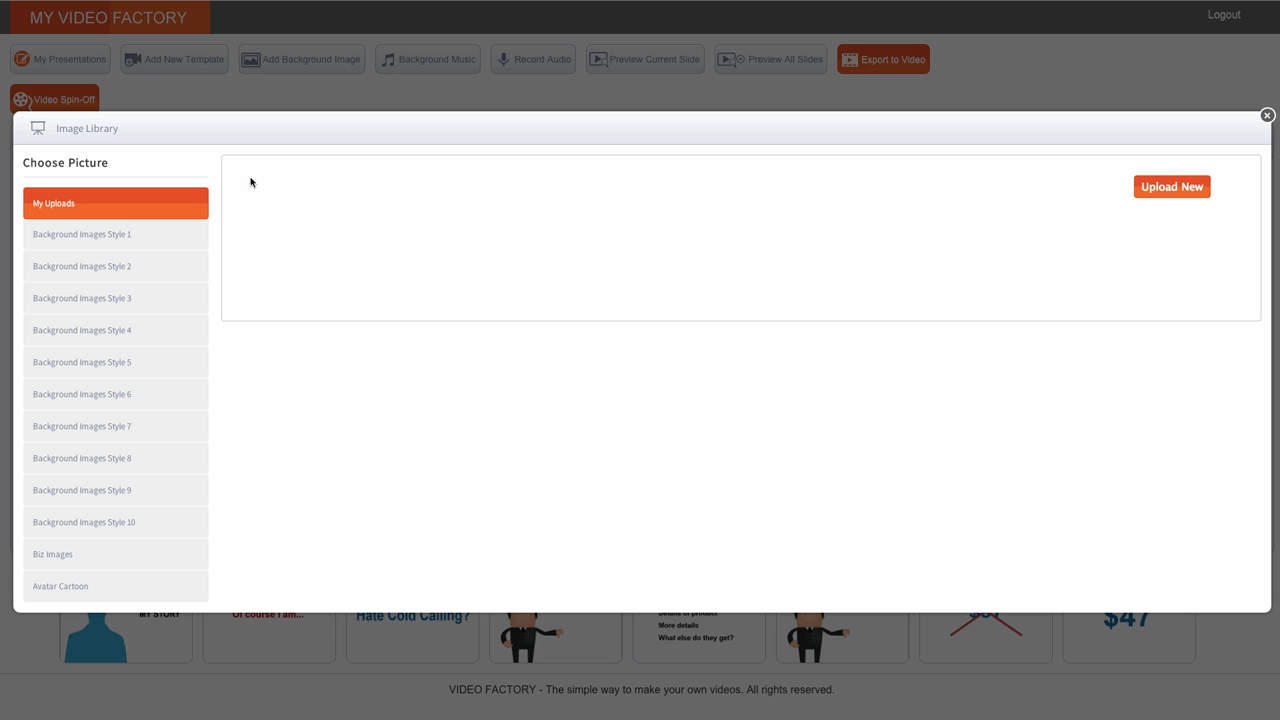 MY VIDEO FACTORY
Logout
My Presentations
Add New Template
Add Background Image
Background Music
Record Audio
Preview Current Slide
Preview All Slides
Export to Video
Video Spin-Off
Image Library
Choose Picture
My Uploads
Upload New
Background Images Style 1
Background Images Style 2
Background Images Style 3
Background Images Style 4
Background Images Style 5
Background Images Style 6
Background Images Style 7
Background Images Style 8
Background Images Style 9
Background Images Style 10
Biz Images
Avatar Cartoon
MY STORY
Of course I am...
Hate Cold Calling?
Details of product
More details
What else do they get?
$47
VIDEO FACTORY - The simple way to make your own videos. All rights reserved.